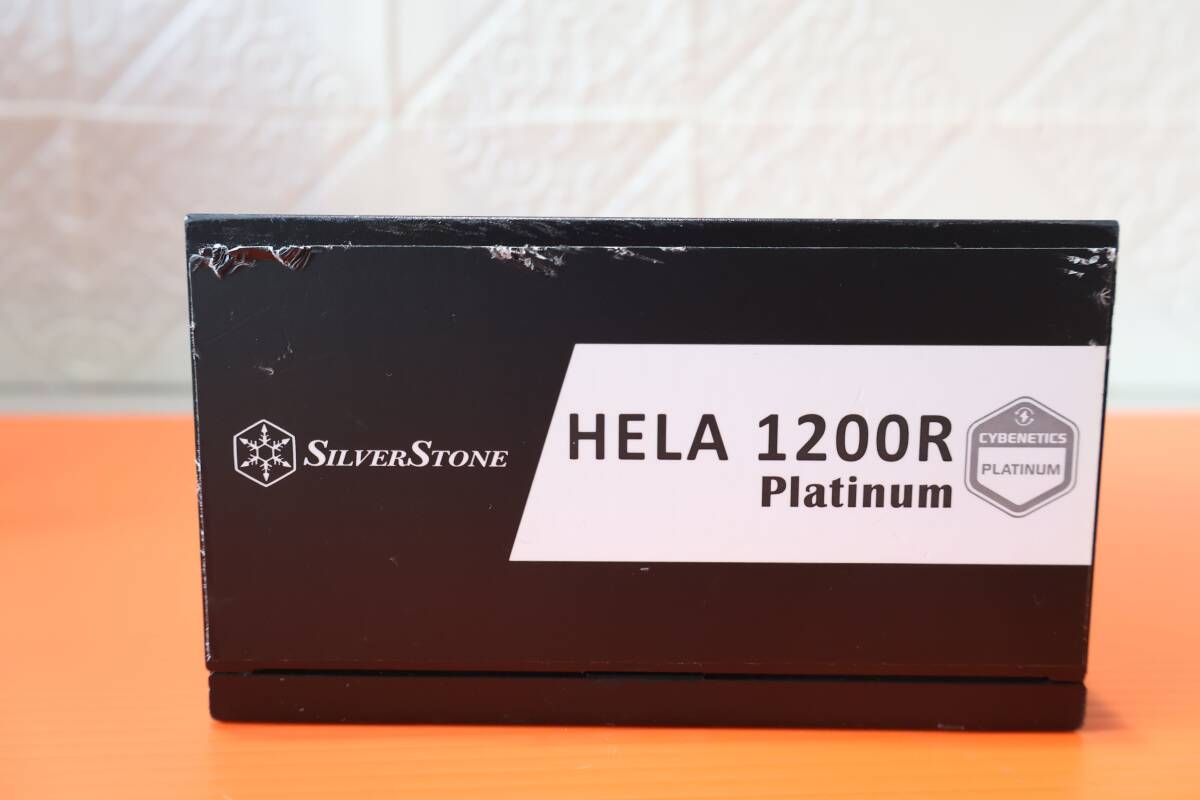 SILVERSTONE
HELA 1200R
Platinum
CYBENETICS
PLATINUM